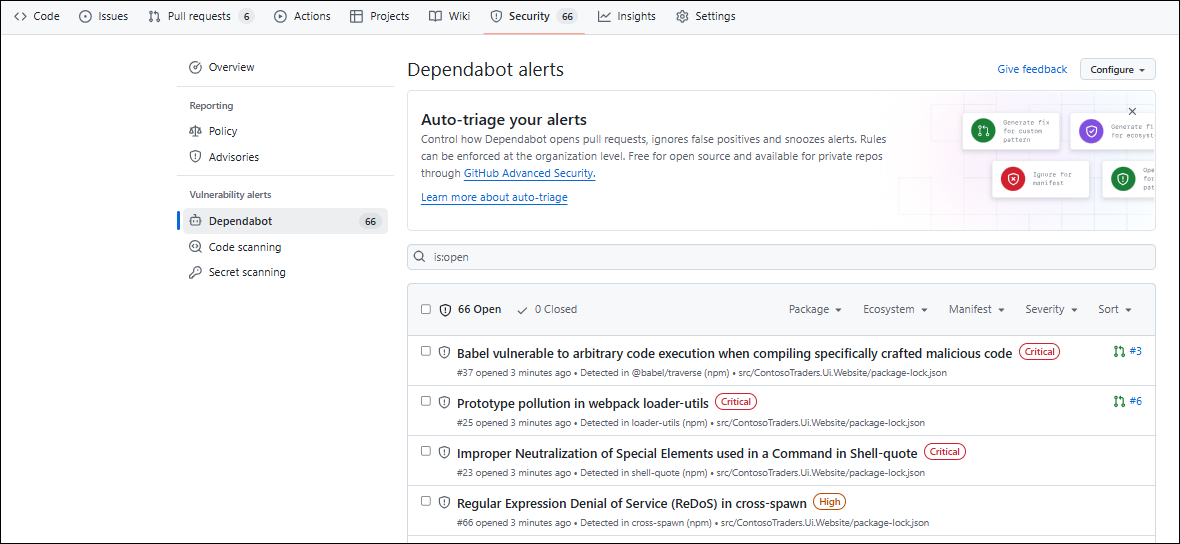 Code Issues Pull requests 6 Actions Projects Wiki Security 66 Insights Settings
Overview
Reporting
Policy
Advisories
Vulnerability alerts
Dependabot 66
Code scanning
Secret scanning
Dependabot alerts
Give feedback Configure
Auto-triage your alerts
Control how Dependabot opens pull requests, ignores false positives and snoozes alerts. Rules
can be enforced at the organization level. Free for open source and available for private repos
through GitHub Advanced Security.
Learn more about auto-triage
Generate fix
for custom
pattern
Generate fi
for ecosyst
Ignore for
manifest
Ope
for
pat
is:open
66 Open 0 Closed Package Ecosystem Manifest Severity Sort
Babel vulnerable to arbitrary code execution when compiling specifically crafted malicious code Critical #3
#37 opened 3 minutes ago • Detected in @babel/traverse (npm) • src/ContosoTraders.Ui.Website/package-lock.json
Prototype pollution in webpack loader-utils Critical #6
#25 opened 3 minutes ago • Detected in loader-utils (npm) • src/ContosoTraders.Ui.Website/package-lock.json
Improper Neutralization of Special Elements used in a Command in Shell-quote Critical
#23 opened 3 minutes ago • Detected in shell-quote (npm) • src/ContosoTraders.Ui.Website/package-lock.json
Regular Expression Denial of Service (ReDoS) in cross-spawn High
#66 opened 3 minutes ago • Detected in cross-spawn (npm) • src/ContosoTraders.Ui.Website/package-lock.json